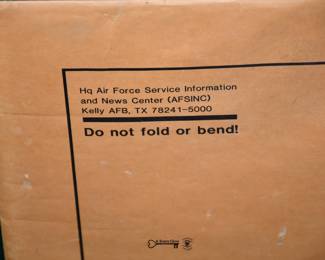 Hq Air Force Service Information
and News Center (AFSINC)
Kelly AFB, TX 78241-5000
Do not fold or bend!